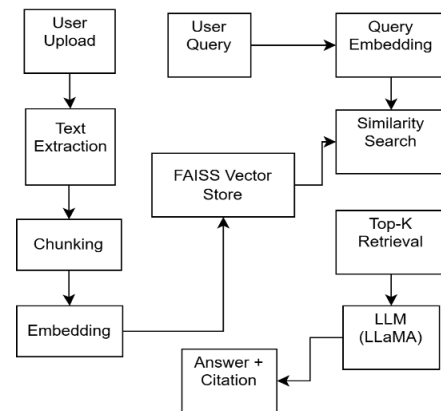 User
Upload
User
Query
Query
Embedding
Text
Extraction
Similarity
Search
FAISS Vector
Store
Chunking
Top-K
Retrieval
Embedding
LLM
(LLaMA)
Answer +
Citation